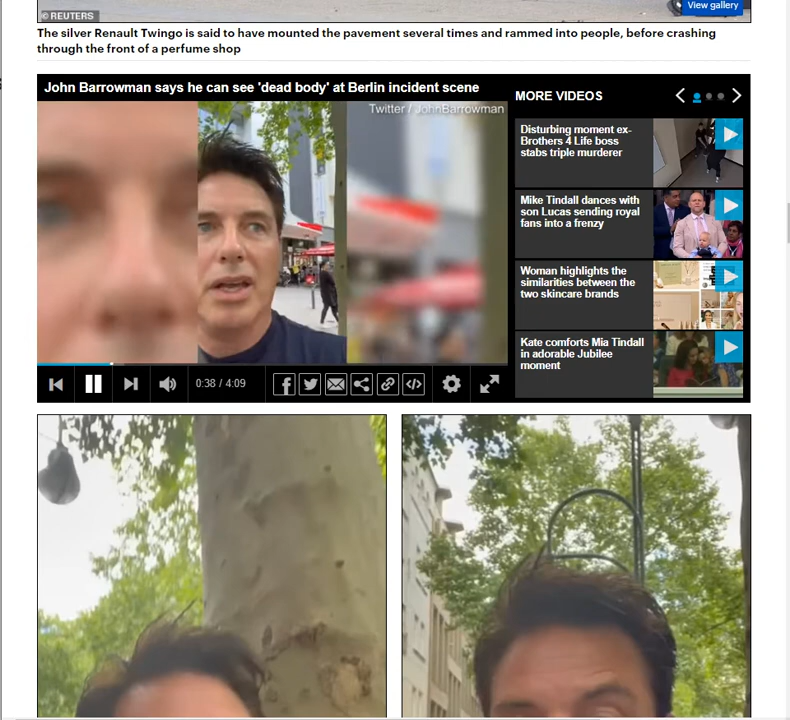 View gallery
© REUTERS
The silver Renault Twingo is said to have mounted the pavement several times and rammed into people, before crashing
through the front of a perfume shop
John Barrowman says he can see 'dead body' at Berlin incident scene
Twitter / JohnBarrowman
0:38 / 4:09
MORE VIDEOS
Disturbing moment ex-
Brothers 4 Life boss
stabs triple murderer
Mike Tindall dances with
son Lucas sending royal
fans into a frenzy
Woman highlights the
similarities between the
two skincare brands
Kate comforts Mia Tindall
in adorable Jubilee
moment